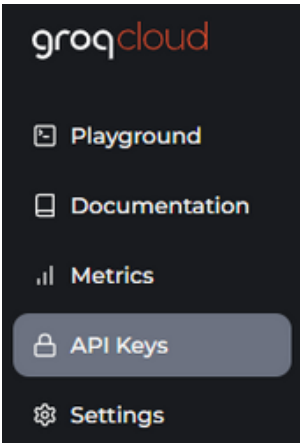 groqcloud
Playground
Documentation
Metrics
API Keys
Settings